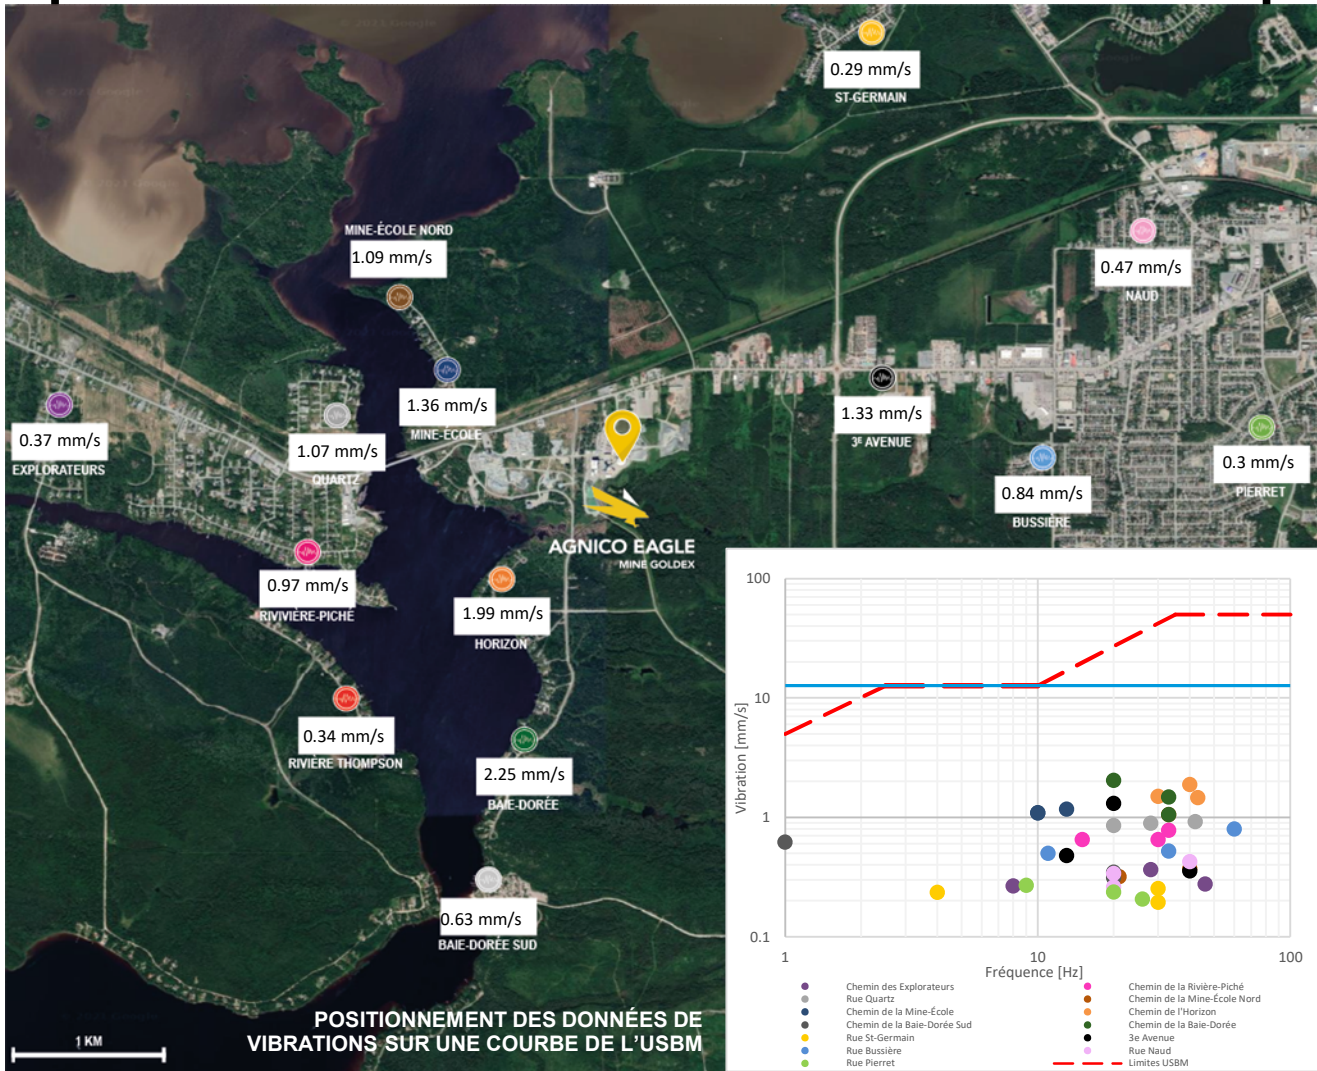 0.29 mm/s
ST-GERMAIN
MINE-ÉCOLE NORD
1.09 mm/s
0.47 mm/s
NAUD
1.36 mm/s
MINE-ÉCOLE
1.33 mm/s
3E AVENUE
0.37 mm/s
EXPLORATEURS
1.07 mm/s
QUARTZ
0.3 mm/s
PIERRET
0.84 mm/s
BUSSIÈRE
AGNICO EAGLE
MINE GOLDEX
0.97 mm/s
RIVIVIÈRE-PICHÉ
1.99 mm/s
HORIZON
0.34 mm/s
RIVIÈRE THOMPSON
2.25 mm/s
BAIE-DORÉE
0.63 mm/s
BAIE-DORÉE SUD
POSITIONNEMENT DES DONNÉES DE
VIBRATIONS SUR UNE COURBE DE L'USBM
1 KM
100
10
1
0.1
Vibration [mm/s]
1
10
100
Fréquence [Hz]
Chemin des Explorateurs
Chemin de la Rivière-Piché
Rue Quartz
Chemin de la Mine-École Nord
Chemin de la Mine-École
Chemin de l'Horizon
Chemin de la Baie-Dorée Sud
Chemin de la Baie-Dorée
Rue St-Germain
3e Avenue
Rue Bussière
Rue Naud
Rue Pierret
Limites USBM